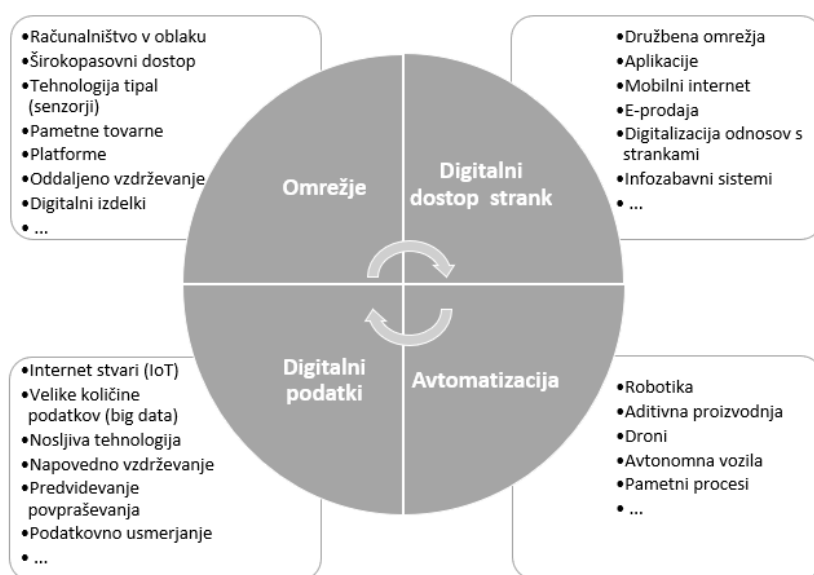 •Računalništvo v oblaku
•Širokopasovni dostop
•Tehnologija tipal
(senzorji)
•Pametne tovarne
•Platforme
•Oddaljeno vzdrževanje
•Digitalni izdelki
• ...
•Družbena omrežja
•Aplikacije
•Mobilni internet
•E-prodaja
•Digitalizacija odnosov s
strankami
•Infozabavni sistemi
• ...
Omrežje
Digitalni
dostop strank
Digitalni
podatki
Avtomatizacija
•Internet stvari (IoT)
•Velike količine
podatkov (big data)
•Nosljiva tehnologija
•Napovedno vzdrževanje
•Predvidevanje
povpraševanja
•Podatkovno usmerjanje
• ...
•Robotika
•Aditivna proizvodnja
•Droni
•Avtonomna vozila
•Pametni procesi
• ...